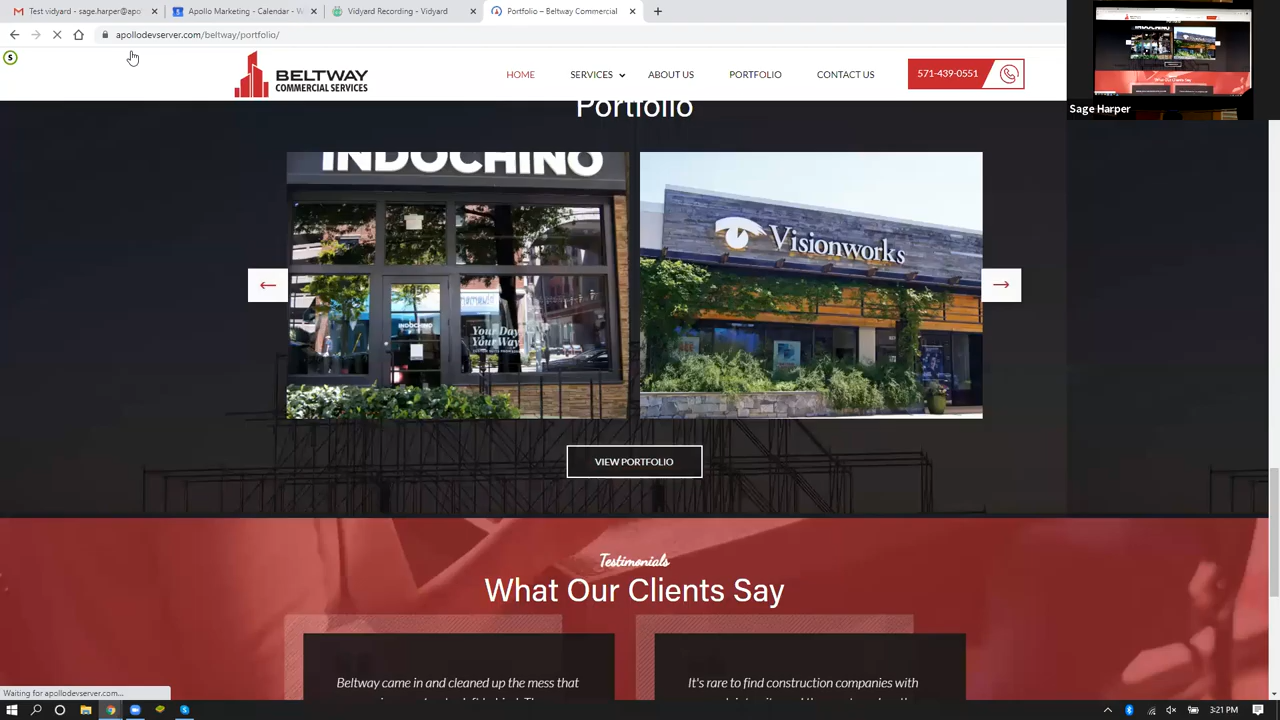 Test vidyard - sage.harper@apo
Apollo Marketing - Calendar - W
Vidyard Recording - Vidyard
Portfolio – Beltway Commercial
apollodevserver.com/beltway/portfolio/
BELTWAY
COMMERCIAL SERVICES
HOME
SERVICES
ABOUT US
PORTFOLIO
CONTACT US
571-439-0551
Sage Harper
Portfolio
INDOCHINO
Visionworks
INDOCHINO
Your Day
Your Way
VIEW PORTFOLIO
Testimonials
What Our Clients Say
Beltway came in and cleaned up the mess that
It's rare to find construction companies with
Waiting for apollodevserver.com...
3:21 PM